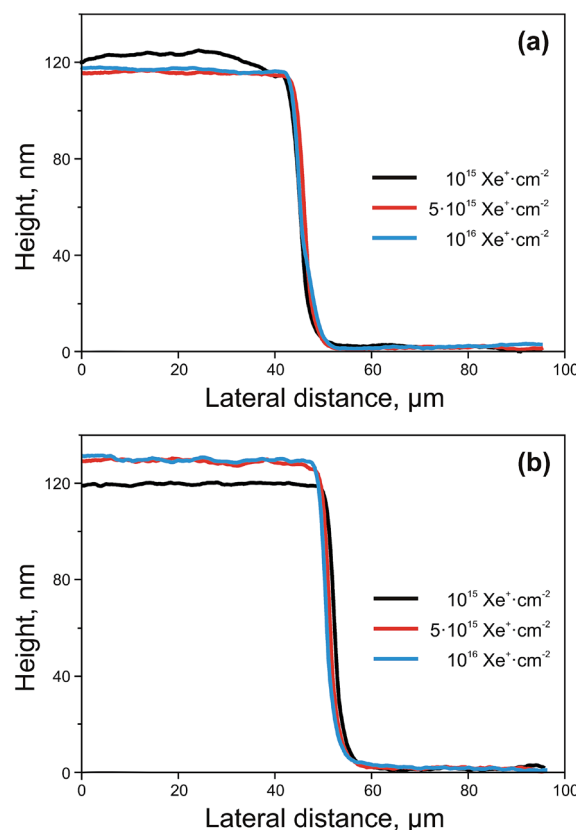 (a)
120
80
40
0
Height, nm
10¹⁵ Xe⁺·cm⁻²
5·10¹⁵ Xe⁺·cm⁻²
10¹⁶ Xe⁺·cm⁻²
0 20 40 60 80 100
Lateral distance, µm
(b)
120
80
40
0
Height, nm
10¹⁵ Xe⁺·cm⁻²
5·10¹⁵ Xe⁺·cm⁻²
10¹⁶ Xe⁺·cm⁻²
0 20 40 60 80 100
Lateral distance, µm